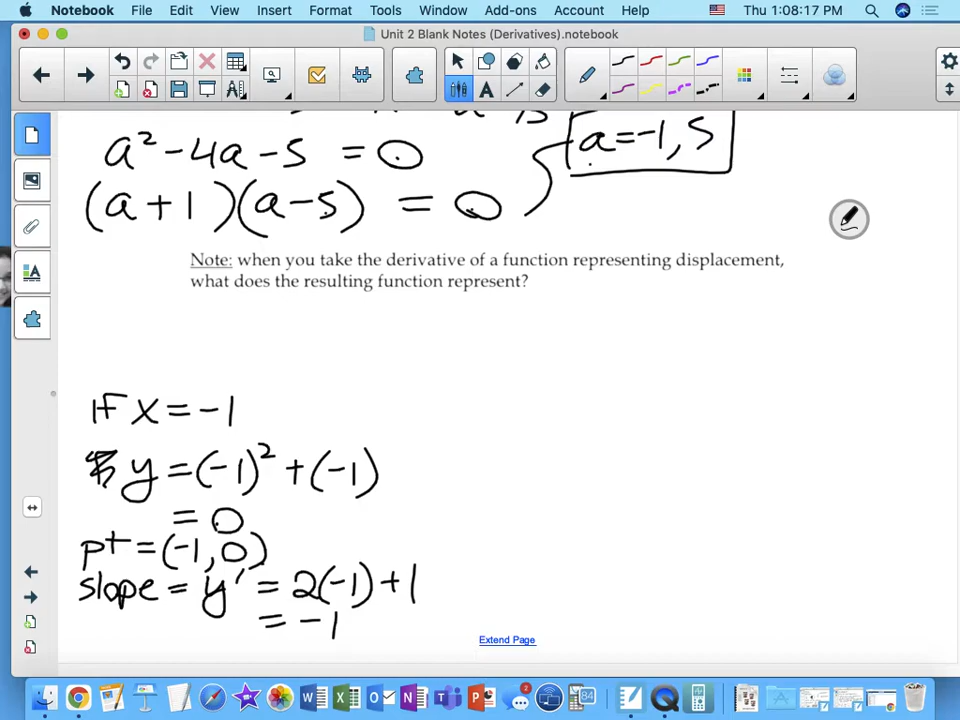 Notebook File Edit View Insert Format Tools Window Add-ons Account Help Thu 1:08:17 PM
Unit 2 Blank Notes (Derivatives).notebook
a = -1, 5
a² - 4a - 5 = 0
(a + 1)(a - 5) = 0
Note: when you take the derivative of a function representing displacement,
what does the resulting function represent?
If x = -1
y = (-1)² + (-1)
= 0
pt = (-1, 0)
slope = y' = 2(-1) + 1
= -1
Extend Page